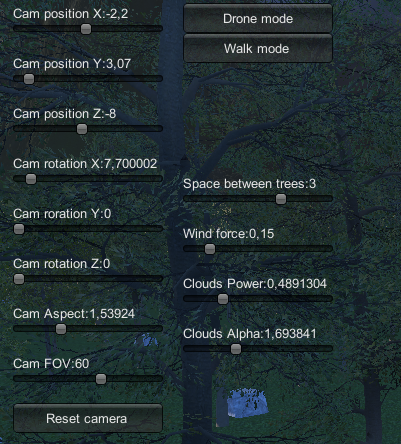 Cam position X:-2,2
Cam position Y:3,07
Cam position Z:-8
Cam rotation X:7,700002
Cam roration Y:0
Cam rotation Z:0
Cam Aspect:1,53924
Cam FOV:60
Reset camera
Drone mode
Walk mode
Space between trees:3
Wind force:0,15
Clouds Power:0,4891304
Clouds Alpha:1,693841